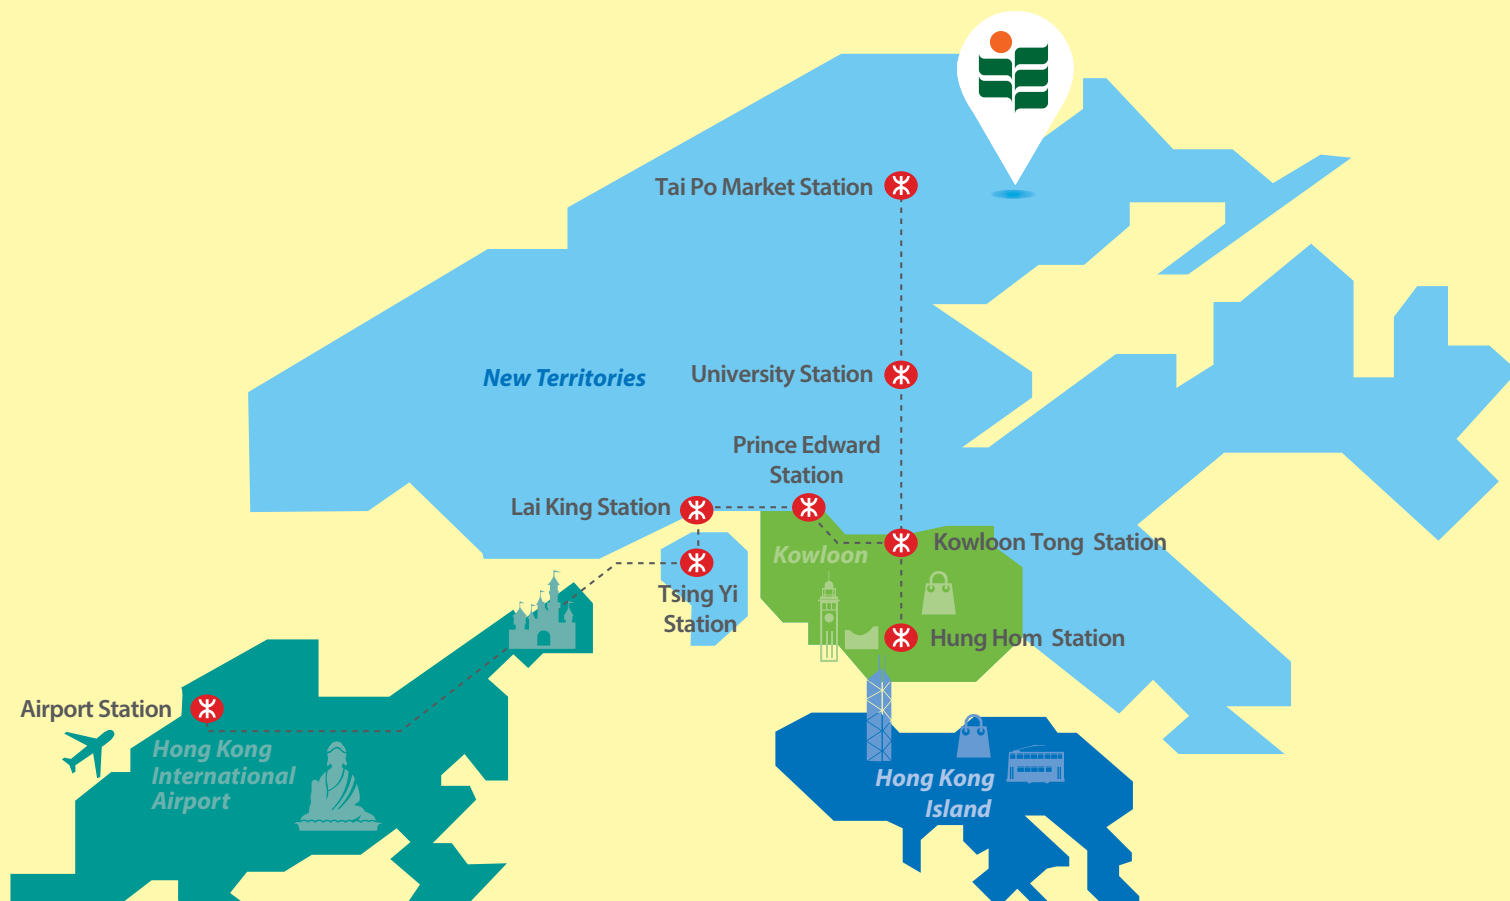 Tai Po Market Station
New Territories
University Station
Prince Edward
Station
Lai King Station
Kowloon
Kowloon Tong Station
Tsing Yi
Station
Hung Hom Station
Airport Station
Hong Kong
International
Airport
Hong Kong
Island